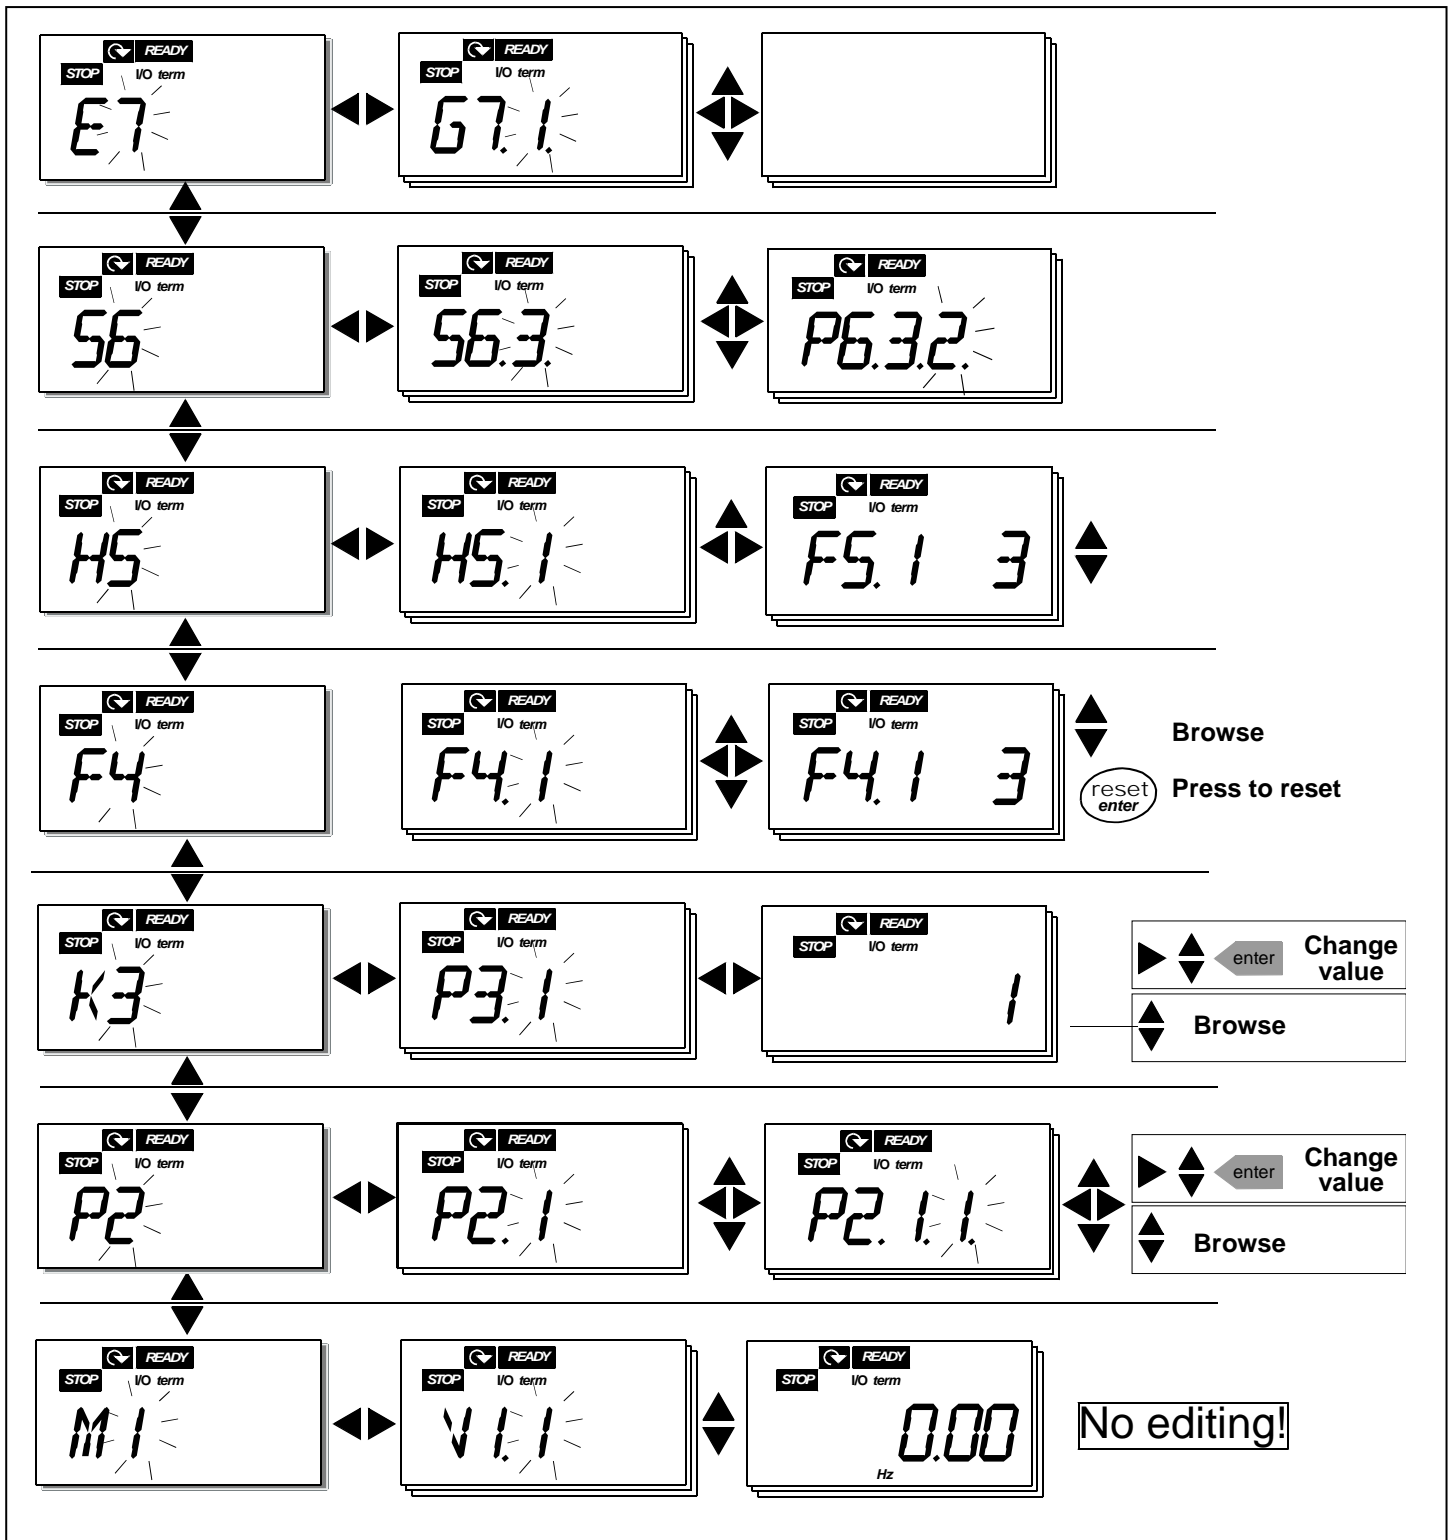 READY READY
STOP I/O term STOP I/O term
E7 G7.1.
READY READY READY
STOP I/O term STOP I/O term STOP I/O term
S6 S6.3. P6.3.2.
READY READY READY
STOP I/O term STOP I/O term STOP I/O term
H5 H5.1 F5.1 3
READY READY READY
STOP I/O term STOP I/O term STOP I/O term
F4 F4.1 F4.1 3
Browse
reset
enter
Press to reset
READY READY READY
STOP I/O term STOP I/O term STOP I/O term
K3 P3.1 1
enter Change
value
Browse
READY READY READY
STOP I/O term STOP I/O term STOP I/O term
P2 P2.1 P2.1.1.
enter Change
value
Browse
READY READY READY
STOP I/O term STOP I/O term STOP I/O term
M1 V1.1 0.00
Hz
No editing!